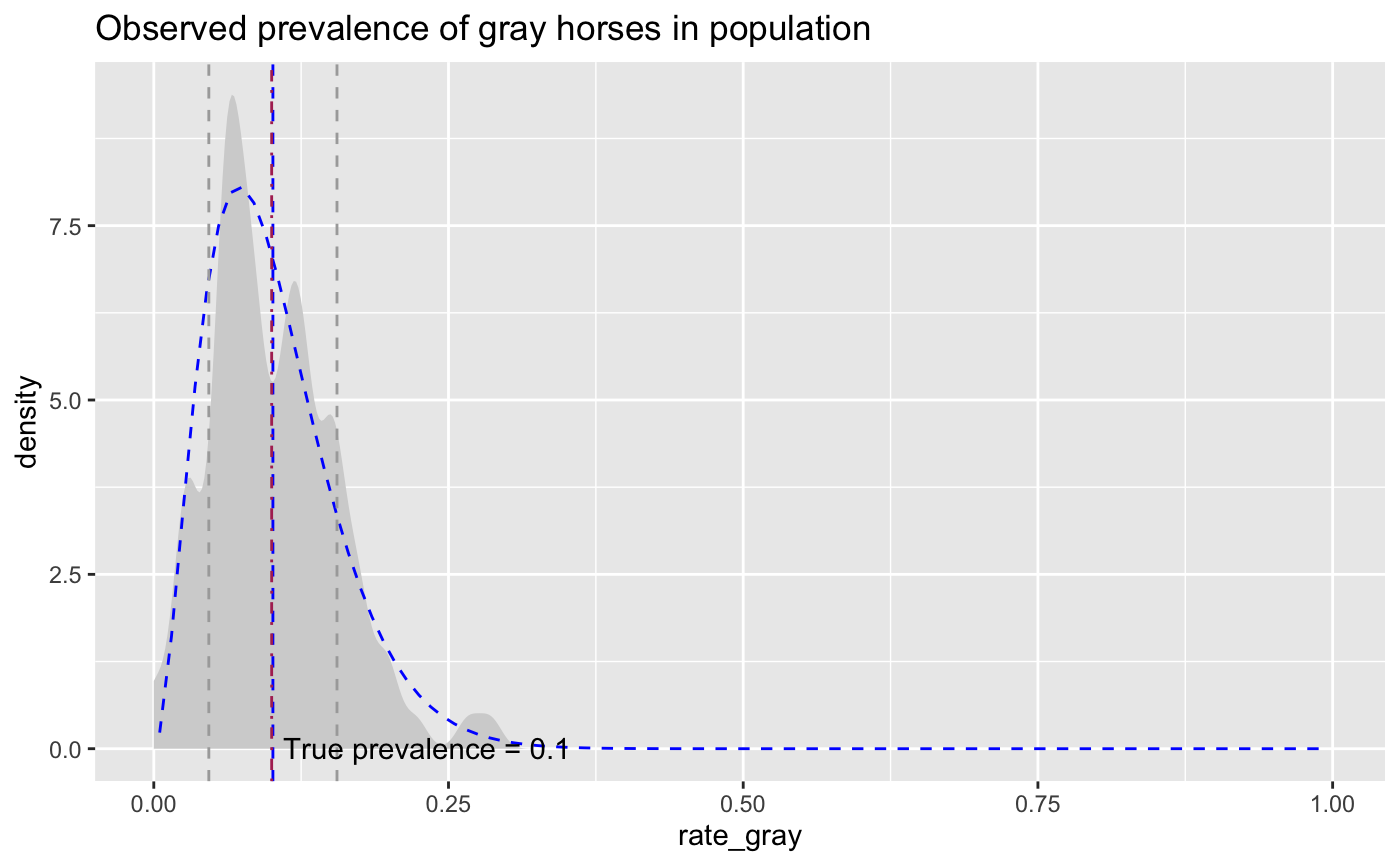 Observed prevalence of gray horses in population
density
7.5
5.0
2.5
0.0
True prevalence = 0.1
0.00 0.25 0.50 0.75 1.00
rate_gray